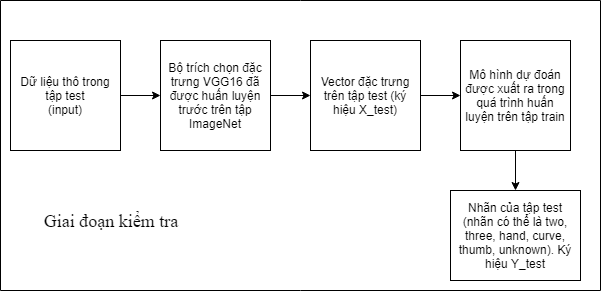 Dữ liệu thô trong
tập test
(input)
Bộ trích chọn đặc
trưng VGG16 đã
được huấn luyện
trước trên tập
ImageNet
Vector đặc trưng
trên tập test (ký
hiệu X_test)
Mô hình dự đoán
được xuất ra trong
quá trình huấn
luyện trên tập train
Nhãn của tập test
(nhãn có thể là two,
three, hand, curve,
thumb, unknown). Ký
hiệu Y_test
Giai đoạn kiểm tra